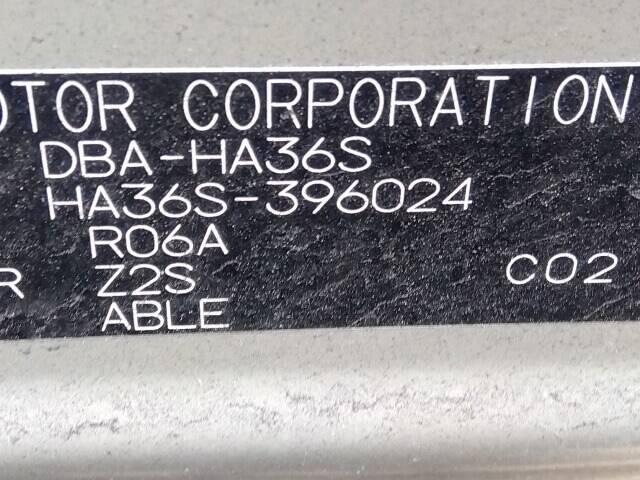 OTOR CORPORATION
DBA-HA36S
HA36S-396024
R06A
R Z2S C02
ABLE